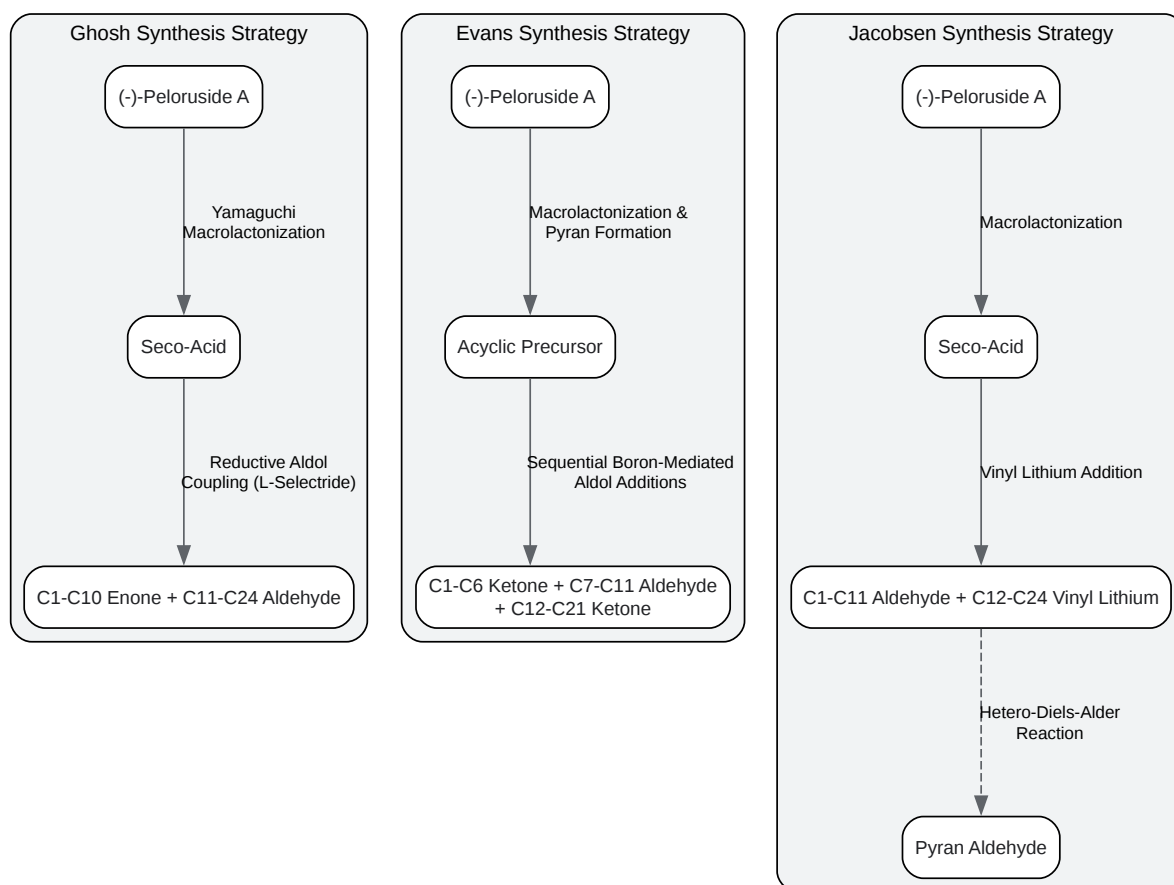 Ghosh Synthesis Strategy
(-)-Peloruside A
Yamaguchi
Macrolactonization
Seco-Acid
Reductive Aldol
Coupling (L-Selectride)
C1-C10 Enone + C11-C24 Aldehyde
Evans Synthesis Strategy
(-)-Peloruside A
Macrolactonization &
Pyran Formation
Acyclic Precursor
Sequential Boron-Mediated
Aldol Additions
C1-C6 Ketone + C7-C11 Aldehyde
+ C12-C21 Ketone
Jacobsen Synthesis Strategy
(-)-Peloruside A
Macrolactonization
Seco-Acid
Vinyl Lithium Addition
C1-C11 Aldehyde + C12-C24 Vinyl Lithium
Hetero-Diels-Alder
Reaction
Pyran Aldehyde